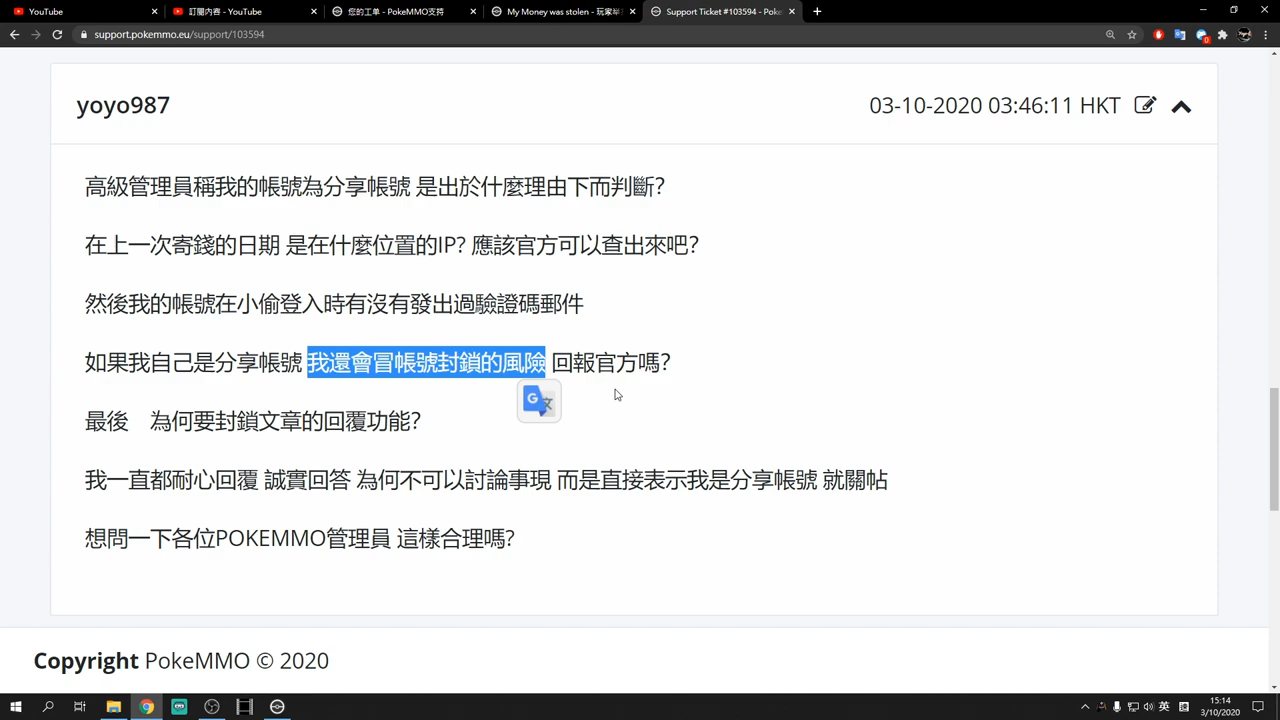 YouTube
訂閱內容 - YouTube
您的工单 - PokeMMO支持
My Money was stolen - 玩家举
Support Ticket #103594 - Poke
support.pokemmo.eu/support/103594
yoyo987
03-10-2020 03:46:11 HKT
高級管理員稱我的帳號為分享帳號 是出於什麼理由下而判斷?
在上一次寄錢的日期 是在什麼位置的IP? 應該官方可以查出來吧?
然後我的帳號在小偷登入時有沒有發出過驗證碼郵件
如果我自己是分享帳號 我還會冒帳號封鎖的風險 回報官方嗎?
最後 為何要封鎖文章的回覆功能?
我一直都耐心回覆 誠實回答 為何不可以討論事現 而是直接表示我是分享帳號 就關帖
想問一下各位POKEMMO管理員 這樣合理嗎?
Copyright PokeMMO © 2020
英
15:14
3/10/2020